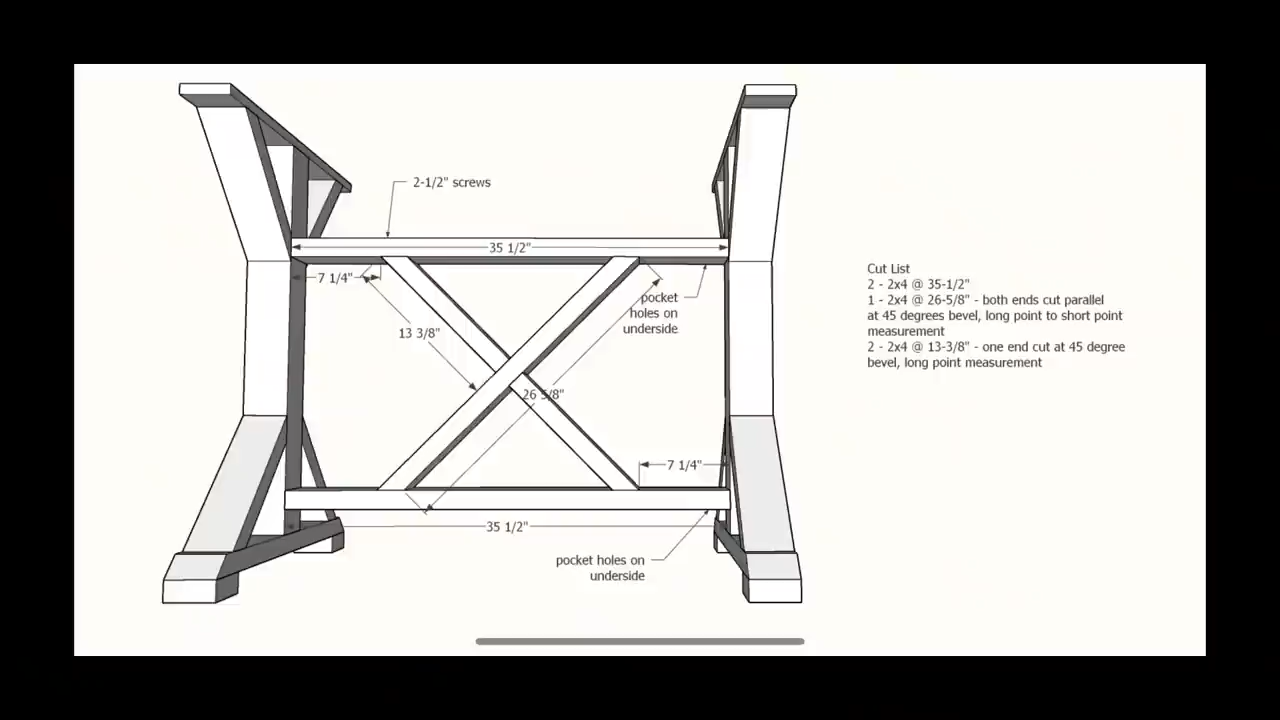 2-1/2" screws
35 1/2"
7 1/4"
pocket
holes on
underside
13 3/8"
26 5/8"
7 1/4"
35 1/2"
pocket holes on
underside
Cut List
2 - 2x4 @ 35-1/2"
1 - 2x4 @ 26-5/8" - both ends cut parallel
at 45 degrees bevel, long point to short point
measurement
2 - 2x4 @ 13-3/8" - one end cut at 45 degree
bevel, long point measurement